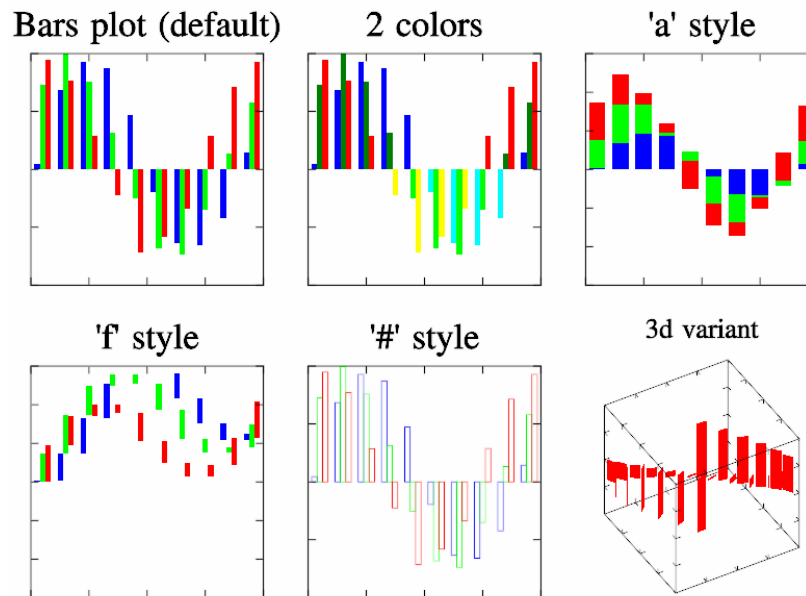 Bars plot (default)
2 colors
'a' style
'f' style
'#' style
3d variant